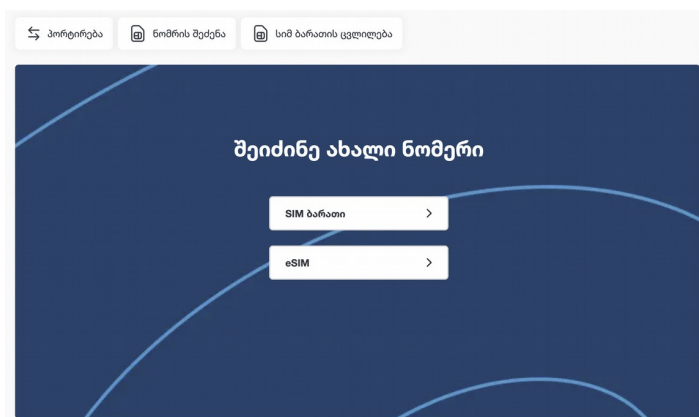 პორტირება
ნომრის შეძენა
სიმ ბარათის ცვლილება
შეიძინე ახალი ნომერი
SIM ბარათი
eSIM